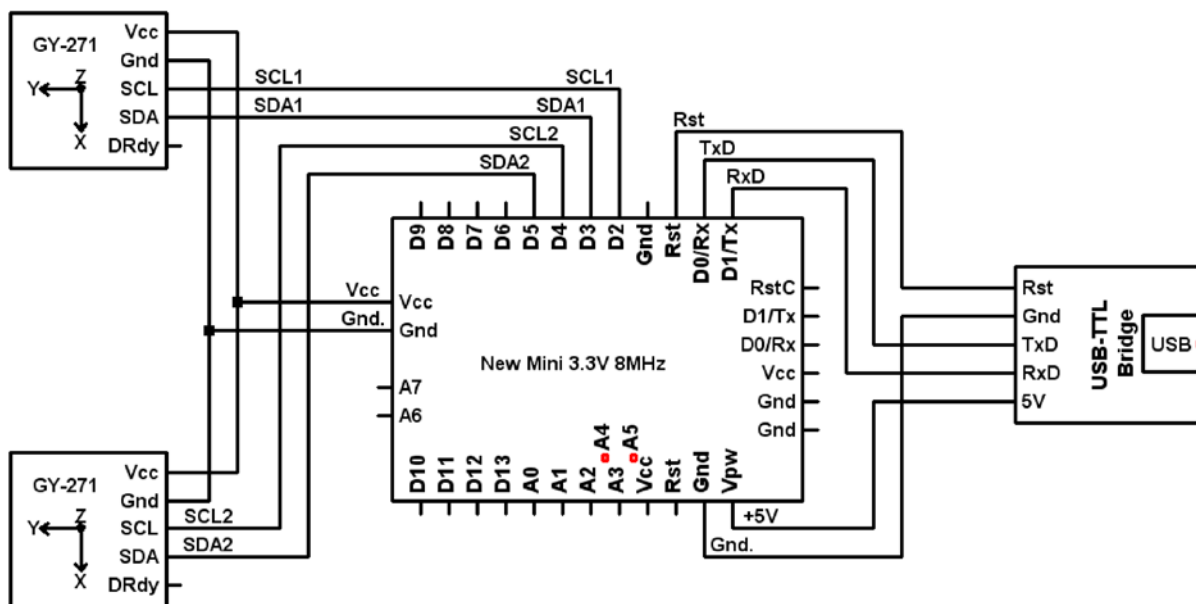 GY-271
Vcc
Gnd
SCL
SDA
DRdy
Y
Z
X
SCL1
SDA1
SCL1
SDA1
SCL2
SDA2
Rst
TxD
RxD
D9
D8
D7
D6
D5
D4
D3
D2
Gnd
Rst
D0/Rx
D1/Tx
Vcc
Gnd.
Vcc
Gnd
A7
A6
New Mini 3.3V 8MHz
RstC
D1/Tx
D0/Rx
Vcc
Gnd
Gnd
A4
A5
D10
D11
D12
D13
A0
A1
A2
A3
Vcc
Rst
Gnd
Vpw
+5V
Gnd.
Rst
Gnd
TxD
RxD
5V
USB-TTL
Bridge
USB
GY-271
Vcc
Gnd
SCL
SDA
DRdy
Y
Z
X
SCL2
SDA2